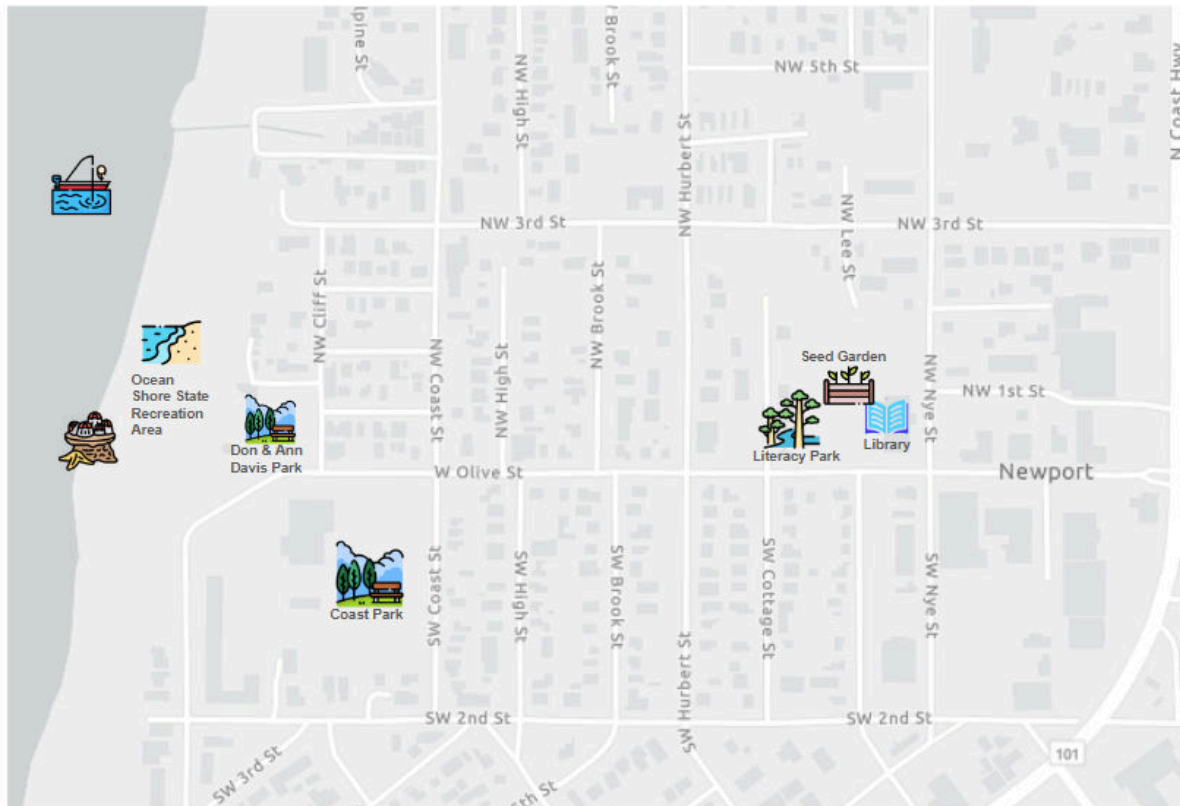 lpine St
NW High St
W Brook St
NW Hurbert St
NW 5th St
N Coast Hwy
NW 3rd St
NW 3rd St
NW Lee St
NW Cliff St
NW Coast St
NW High St
NW Brook St
NW Nye St
NW 1st St
Seed Garden
Ocean
Shore State
Recreation
Area
Don & Ann
Davis Park
Library
Literacy Park
W Olive St
Newport
Coast Park
SW Coast St
SW High St
SW Brook St
SW Hurbert St
SW Cottage St
SW Nye St
SW 2nd St
SW 2nd St
101
SW 3rd St
5th St